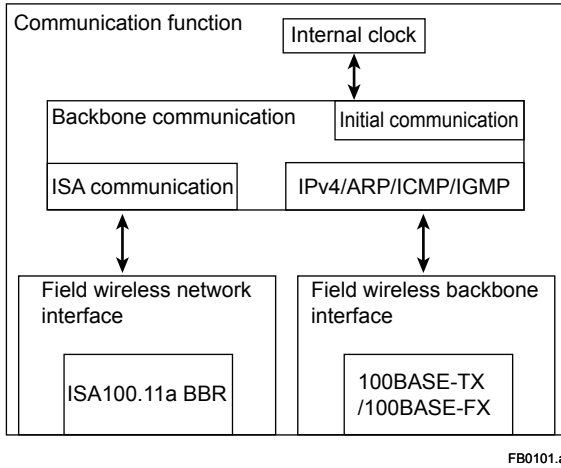 Communication function
Internal clock
Backbone communication
Initial communication
ISA communication
IPv4/ARP/ICMP/IGMP
Field wireless network
interface
Field wireless backbone
interface
ISA100.11a BBR
100BASE-TX
/100BASE-FX
FB0101.a